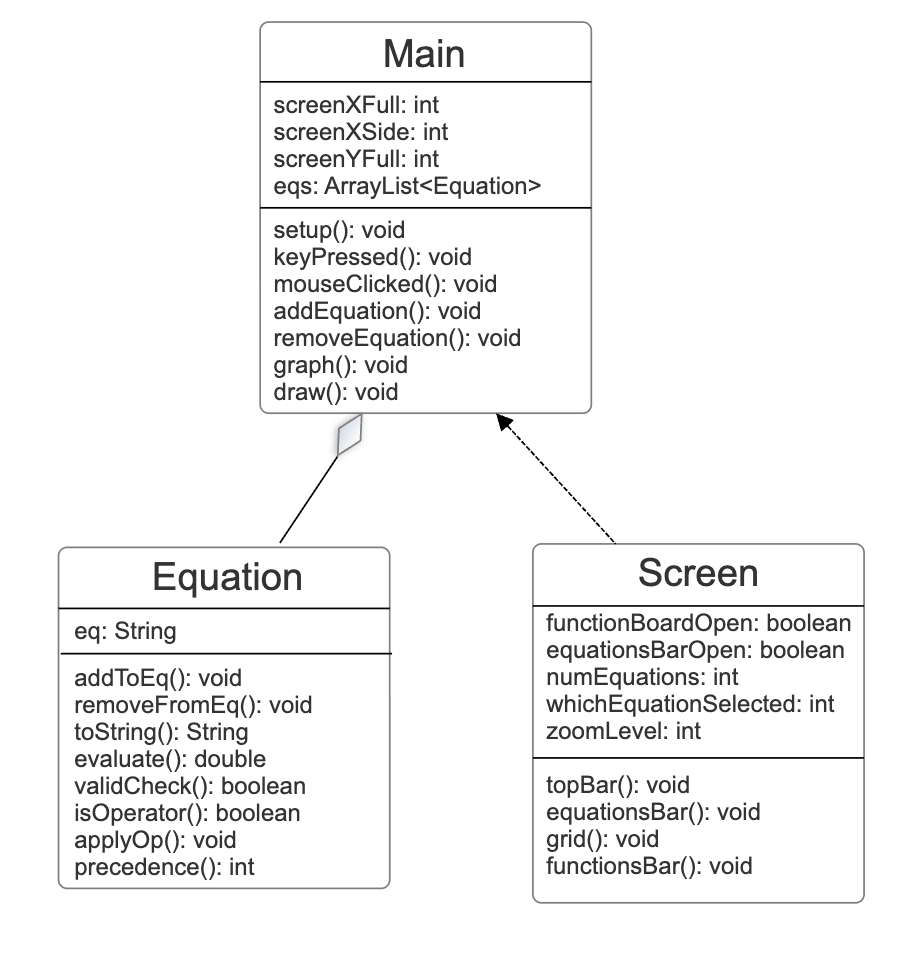 Main
screenXFull: int
screenXSide: int
screenYFull: int
eqs: ArrayList<Equation>
setup(): void
keyPressed(): void
mouseClicked(): void
addEquation(): void
removeEquation(): void
graph(): void
draw(): void
Equation
eq: String
addToEq(): void
removeFromEq(): void
toString(): String
evaluate(): double
validCheck(): boolean
isOperator(): boolean
applyOp(): void
precedence(): int
Screen
functionBoardOpen: boolean
equationsBarOpen: boolean
numEquations: int
whichEquationSelected: int
zoomLevel: int
topBar(): void
equationsBar(): void
grid(): void
functionsBar(): void